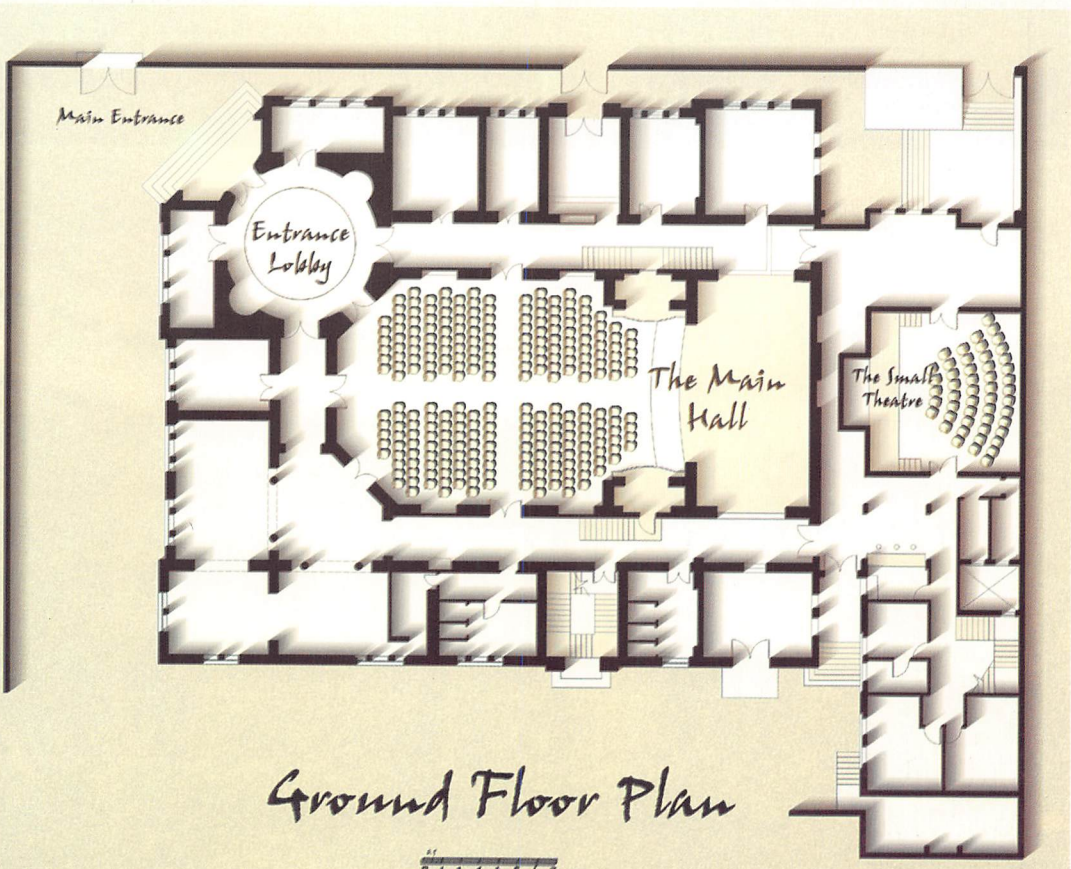 Main Entrance
Entrance
Lobby
The Main
Hall
The Small
Theatre
Ground Floor Plan